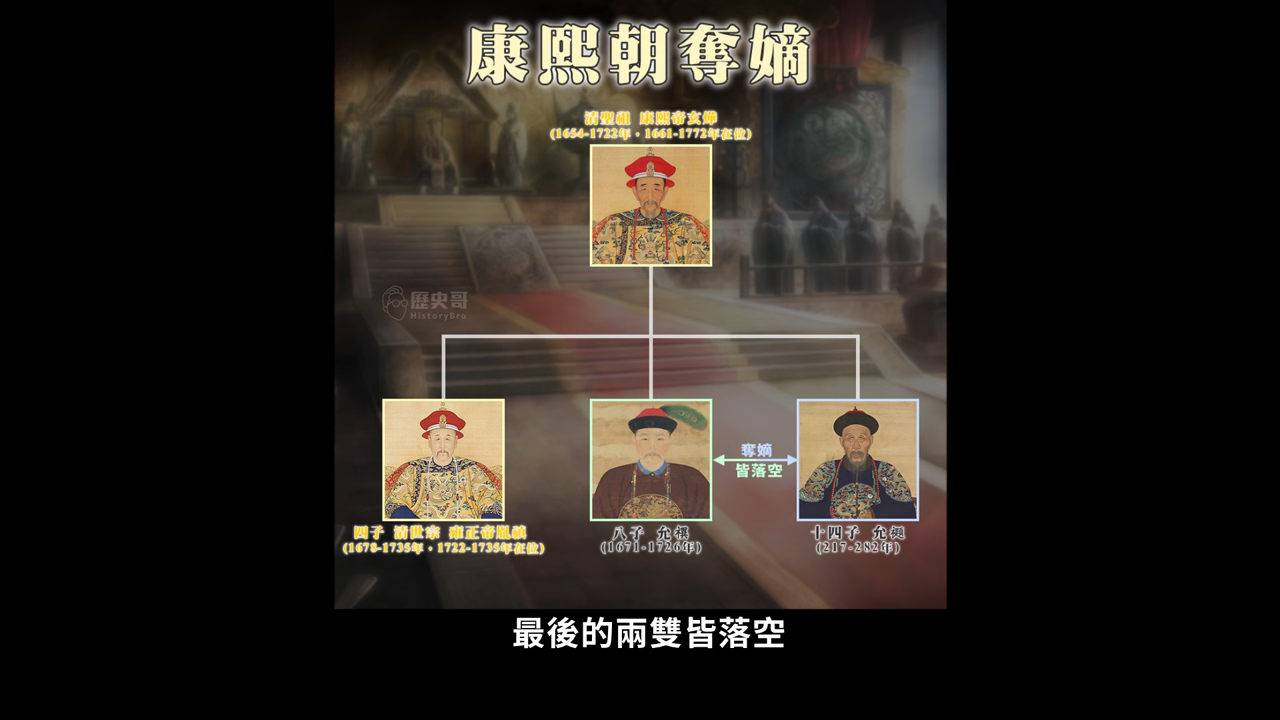 康熙朝奪嫡
清聖祖 康熙帝玄燁
(1654-1722年，1661-1772年在位)
歷史哥
HistoryBro
奪嫡
皆落空
四子 清世宗 雍正帝胤禛
(1678-1735年，1722-1735年在位)
八子 允禩
(1671-1726年)
十四子 允禵
(217-282年)
最後的兩雙皆落空